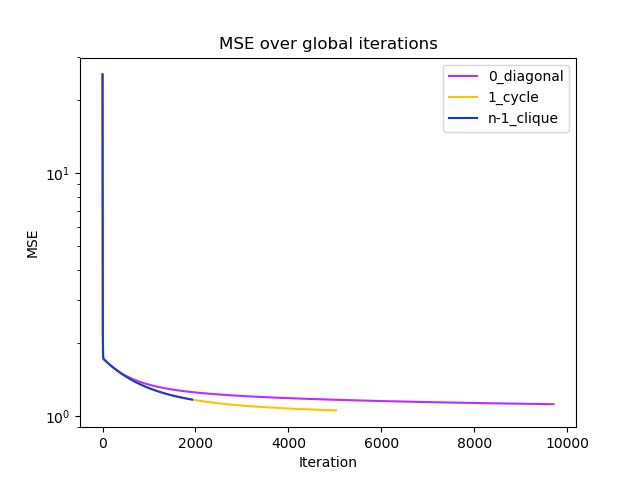 MSE over global iterations
0_diagonal
1_cycle
n-1_clique
10¹
10⁰
MSE
0 2000 4000 6000 8000 10000
Iteration